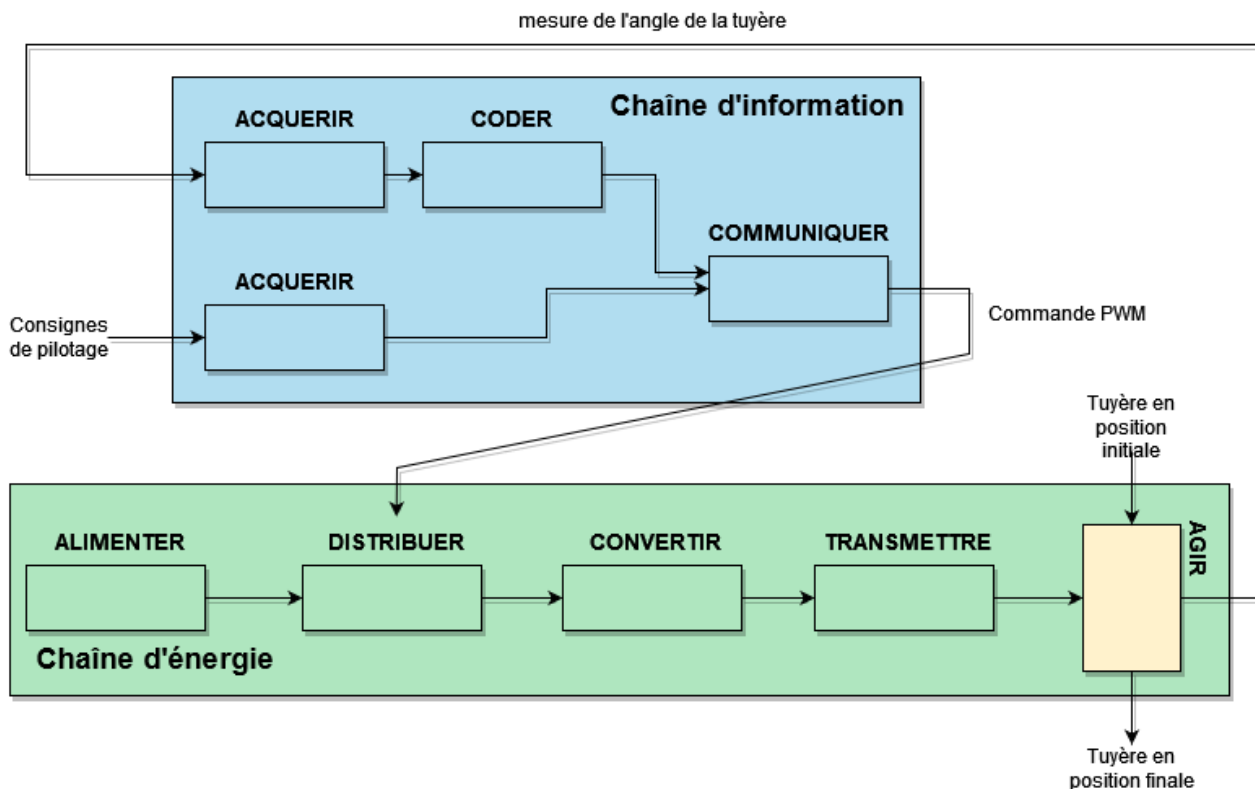 mesure de l'angle de la tuyère
Chaîne d'information
ACQUERIR
CODER
COMMUNIQUER
ACQUERIR
Consignes
de pilotage
Commande PWM
Tuyère en
position
initiale
ALIMENTER
DISTRIBUER
CONVERTIR
TRANSMETTRE
AGIR
Chaîne d'énergie
Tuyère en
position finale